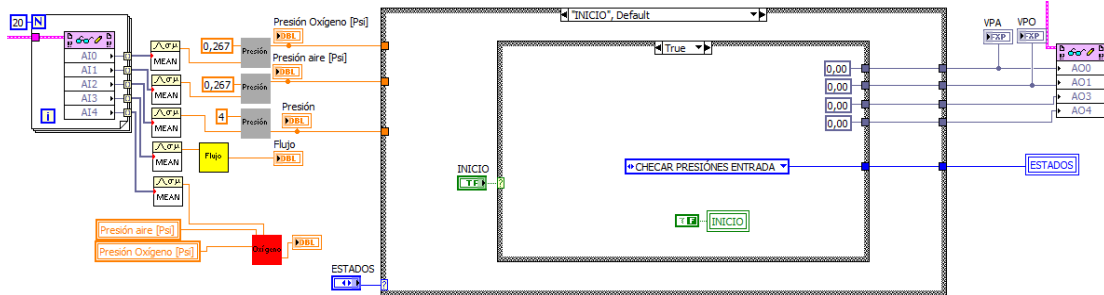 20 N
AI0
AI1
AI2
AI3
AI4
i
MEAN
MEAN
MEAN
MEAN
MEAN
0,267
Presión
0,267
Presión
4
Presión
Flujo
Oxígeno
Presión Oxígeno [Psi]
DBL
Presión aire [Psi]
DBL
Presión
DBL
Flujo
DBL
DBL
Presión aire [Psi]
Presión Oxígeno [Psi]
ESTADOS
"INICIO", Default
True
INICIO
TF
?
?
0,00
0,00
0,00
0,00
CHECAR PRESIÓNES ENTRADA
TF
INICIO
VPA
FXP
VPO
FXP
AO0
AO1
AO3
AO4
ESTADOS